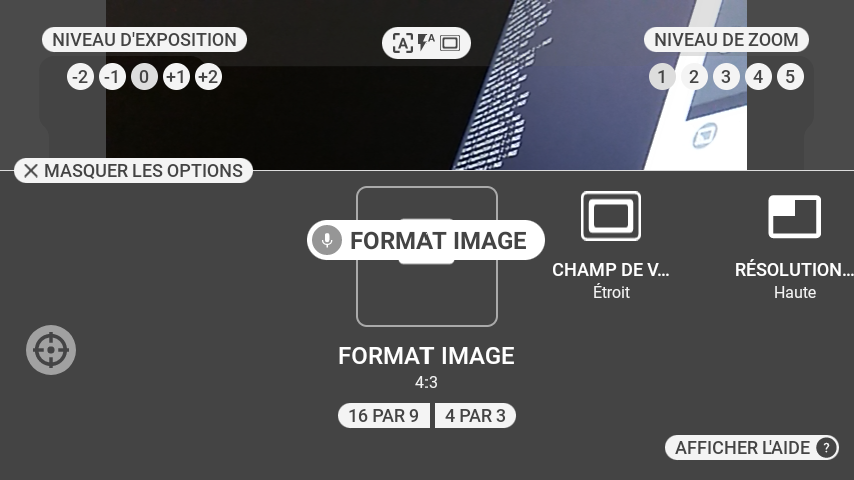 NIVEAU D'EXPOSITION
-2 -1 0 +1 +2
A A
NIVEAU DE ZOOM
1 2 3 4 5
MASQUER LES OPTIONS
FORMAT IMAGE
CHAMP DE V...
Étroit
RÉSOLUTION...
Haute
FORMAT IMAGE
4:3
16 PAR 9 4 PAR 3
AFFICHER L'AIDE ?